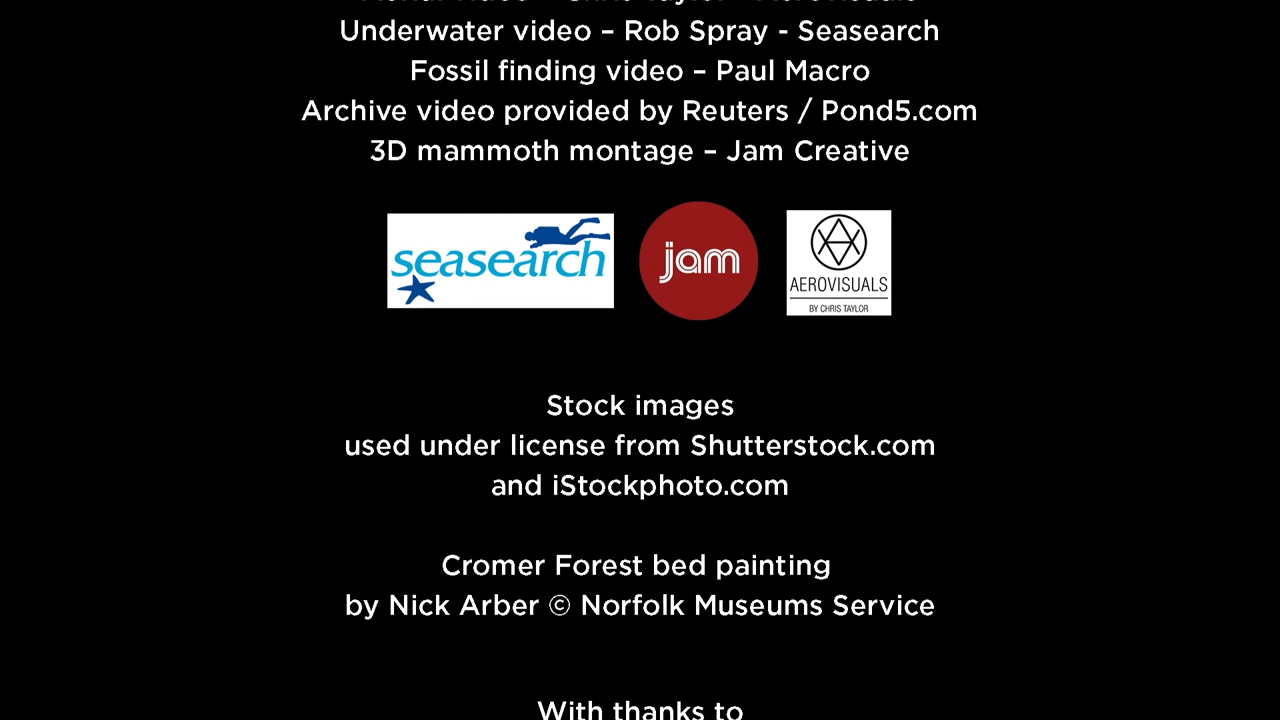 Underwater video – Rob Spray - Seasearch
Fossil finding video – Paul Macro
Archive video provided by Reuters / Pond5.com
3D mammoth montage – Jam Creative
seasearch
jam
AEROVISUALS
BY CHRIS TAYLOR
Stock images
used under license from Shutterstock.com
and iStockphoto.com
Cromer Forest bed painting
by Nick Arber © Norfolk Museums Service
With thanks to